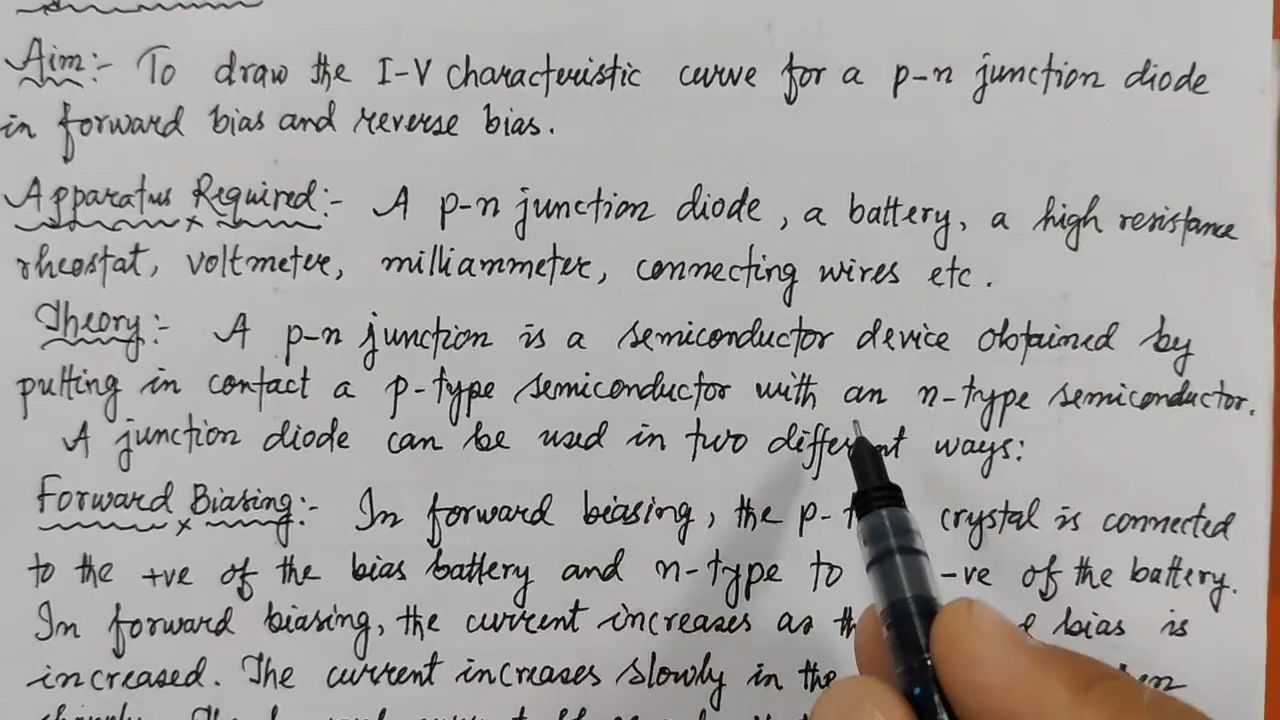 Aim:- To draw the I-V characteristic curve for a p-n junction diode
in forward bias and reverse bias.
Apparatus Required:- A p-n junction diode, a battery, a high resistance
rheostat, voltmeter, milliammeter, connecting wires etc.
Theory:- A p-n junction is a semiconductor device obtained by
putting in contact a p-type semiconductor with an n-type semiconductor.
A junction diode can be used in two different ways:
Forward Biasing:- In forward biasing, the p- crystal is connected
to the +ve of the bias battery and n-type to -ve of the battery.
In forward biasing, the current increases as bias is
increased. The current increases slowly in the